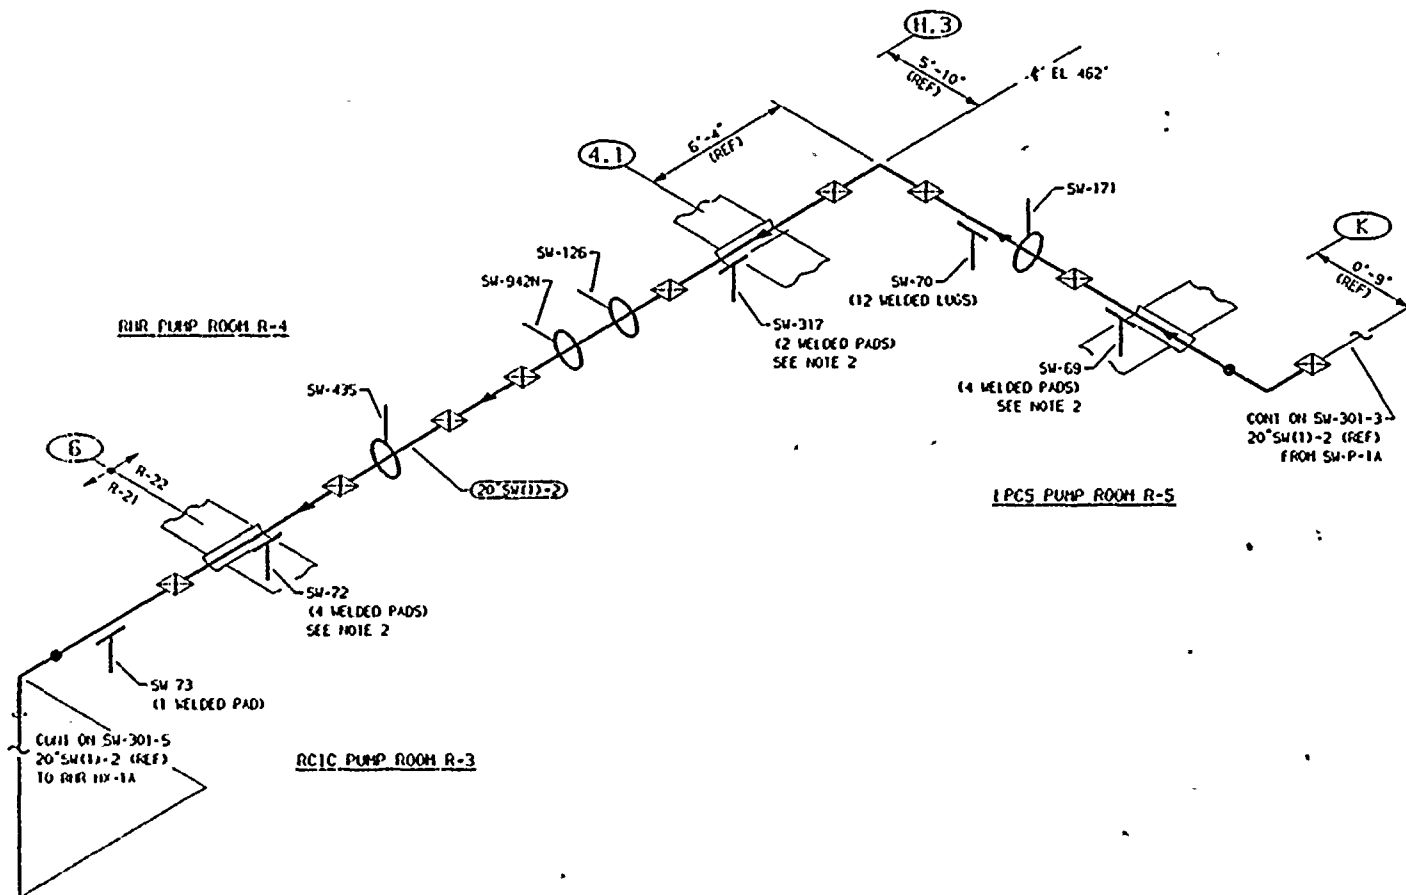 H.3
5'-10"
(REF)
EL 462"
6'-4"
(REF)
4.1
SW-171
K
0'-9"
(REF)
SW-126
SW-942N
SW-70
(12 WELDED LUGS)
RHR PUMP ROOM R-4
SW-317
(2 WELDED PADS)
SEE NOTE 2
SW-69
(4 WELDED PADS)
SEE NOTE 2
SW-435
CONT ON SW-301-3
20"SW(1)-2 (REF)
FROM SW-P-1A
6
R-22
R-21
20"SW(1)-2
LPCS PUMP ROOM R-5
SW-72
(4 WELDED PADS)
SEE NOTE 2
SW 73
(1 WELDED PAD)
CONT ON SW-301-5
20"SW(1)-2 (REF)
TO RHR HX-1A
RCIC PUMP ROOM R-3